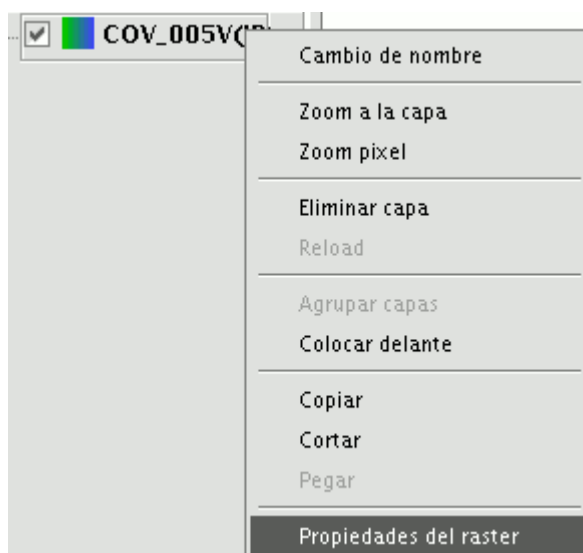 COV_005V(
Cambio de nombre
Zoom a la capa
Zoom pixel
Eliminar capa
Reload
Agrupar capas
Colocar delante
Copiar
Cortar
Pegar
Propiedades del raster